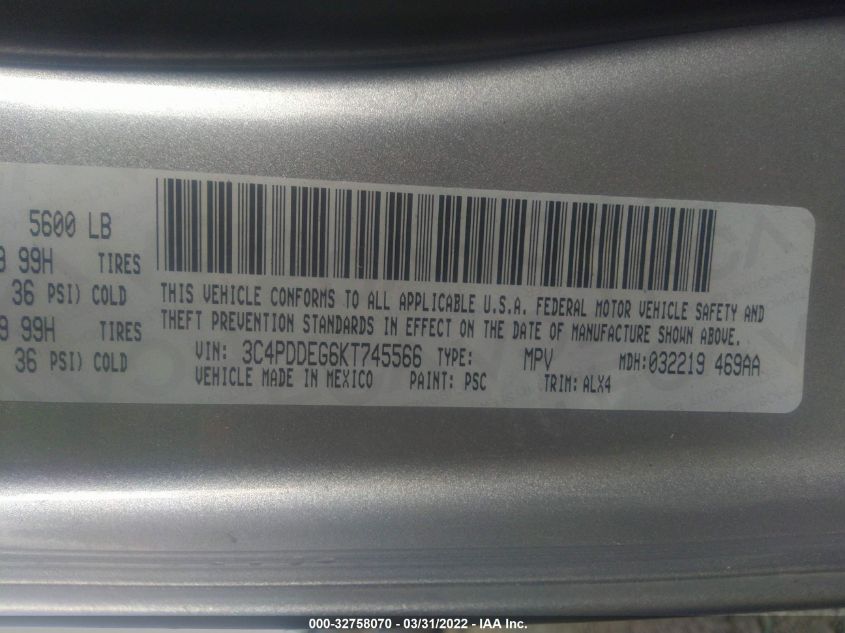 5600 LB
99H TIRES
36 PSI) COLD
99H TIRES
36 PSI) COLD
THIS VEHICLE CONFORMS TO ALL APPLICABLE U.S.A. FEDERAL MOTOR VEHICLE SAFETY AND
THEFT PREVENTION STANDARDS IN EFFECT ON THE DATE OF MANUFACTURE SHOWN ABOVE.
VIN: 3C4PDDEG6KT745566 TYPE: MPV MDH:032219 469AA
VEHICLE MADE IN MEXICO PAINT: PSC TRIM: ALX4
000-32758070 - 03/31/2022 - IAA Inc.